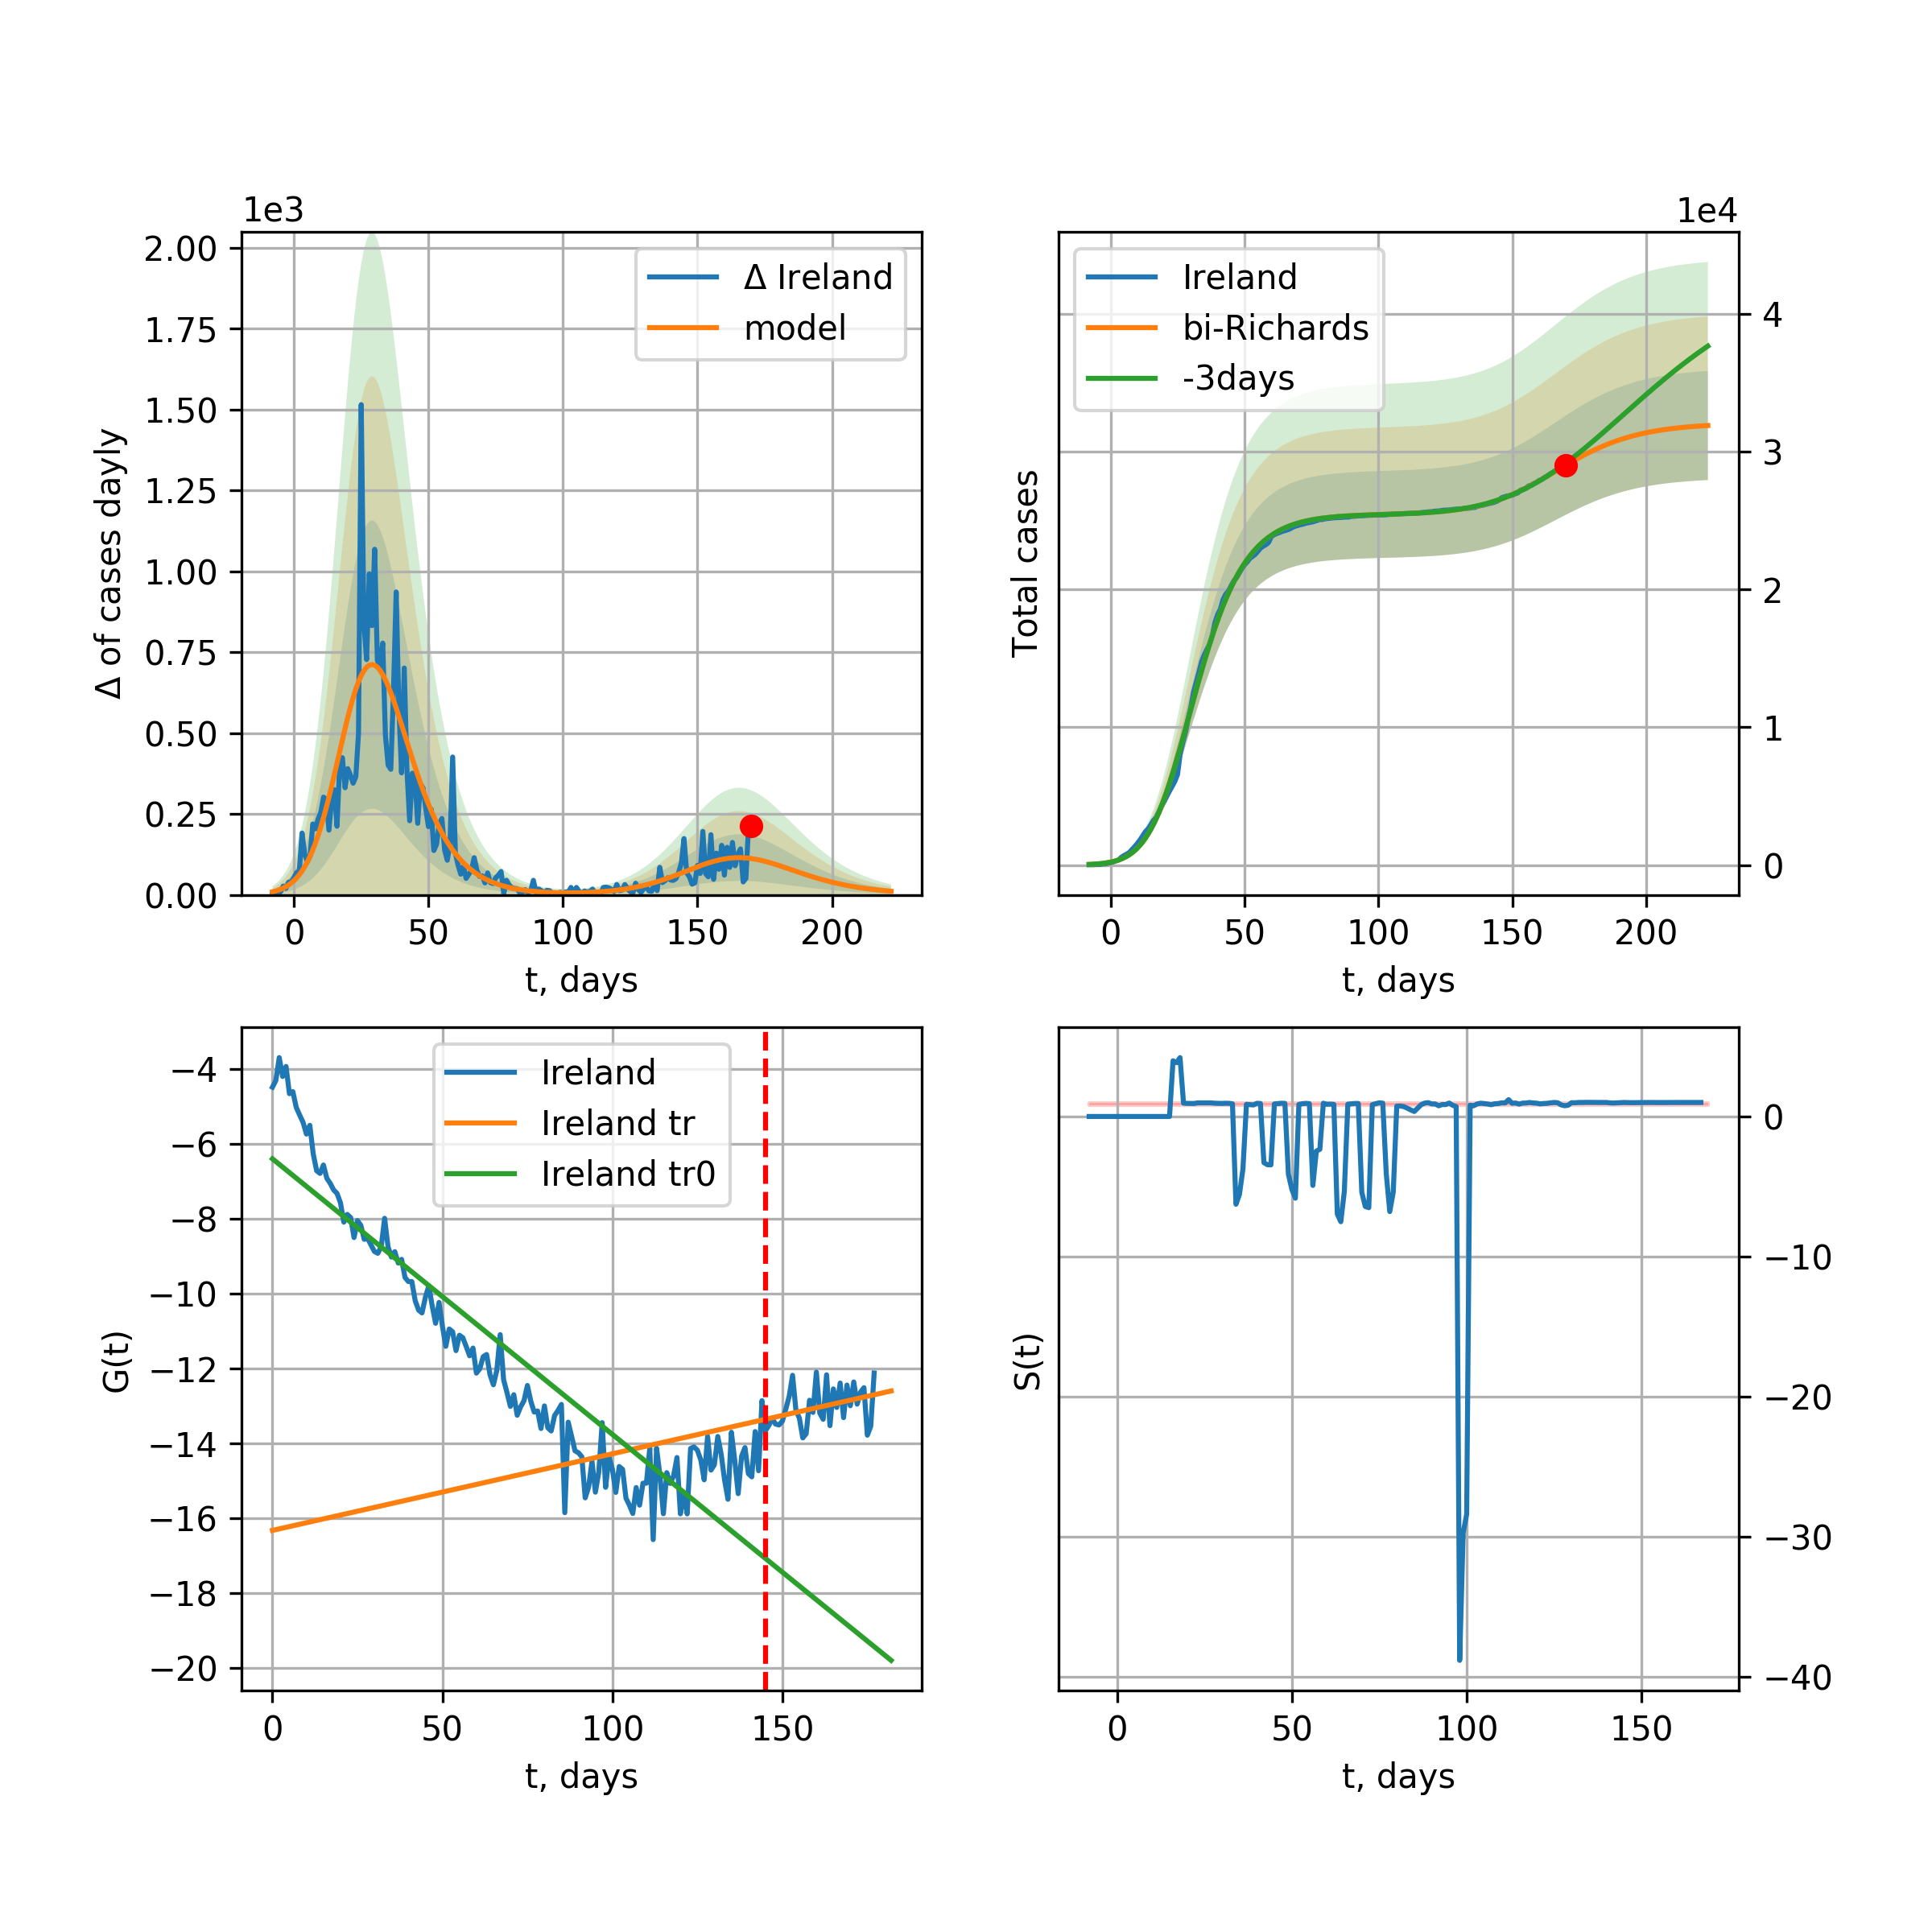 1e3
2.00
1.75
1.50
1.25
1.00
0.75
0.50
0.25
0.00
Δ of cases dayly
Δ Ireland
model
0 50 100 150 200
t, days
1e4
Total cases
Ireland
bi-Richards
-3days
4
3
2
1
0
0 50 100 150 200
t, days
−4
−6
−8
−10
−12
−14
−16
−18
−20
G(t)
Ireland
Ireland tr
Ireland tr0
0 50 100 150
t, days
S(t)
0
−10
−20
−30
−40
0 50 100 150
t, days